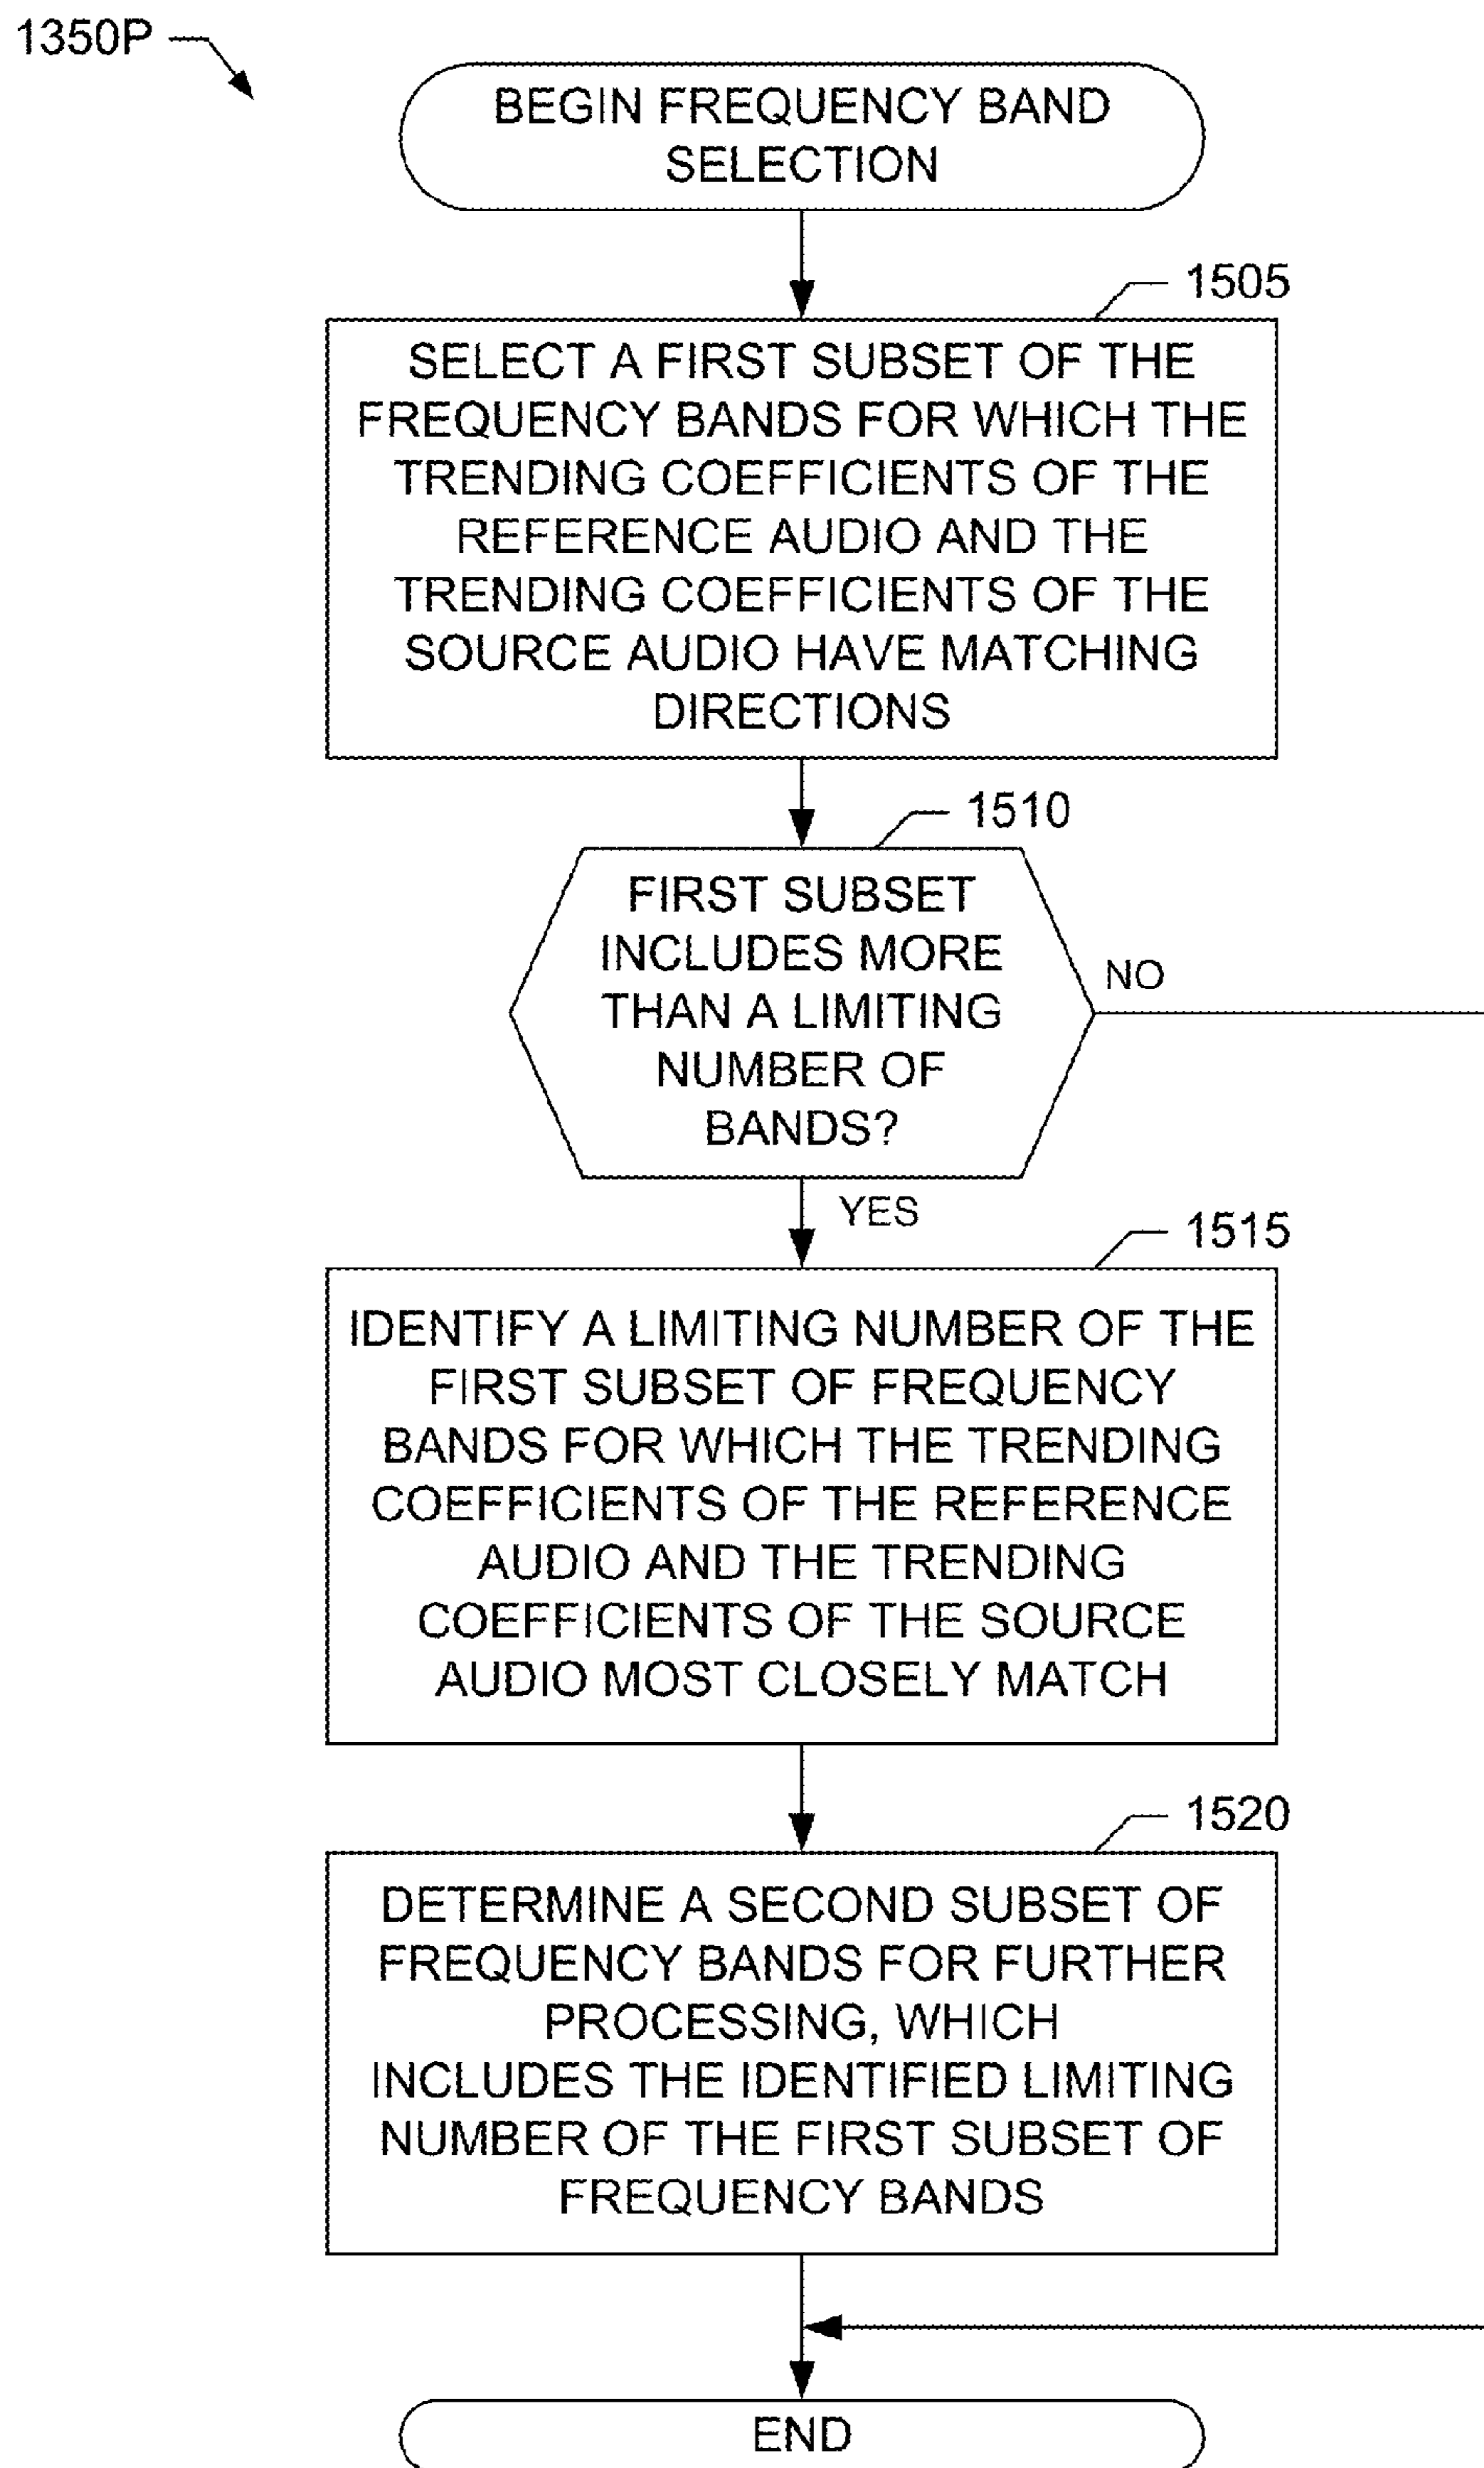 1350P
BEGIN FREQUENCY BAND
SELECTION
1505
SELECT A FIRST SUBSET OF THE
FREQUENCY BANDS FOR WHICH THE
TRENDING COEFFICIENTS OF THE
REFERENCE AUDIO AND THE
TRENDING COEFFICIENTS OF THE
SOURCE AUDIO HAVE MATCHING
DIRECTIONS
1510
FIRST SUBSET
INCLUDES MORE
THAN A LIMITING
NUMBER OF
BANDS?
NO
YES
1515
IDENTIFY A LIMITING NUMBER OF THE
FIRST SUBSET OF FREQUENCY
BANDS FOR WHICH THE TRENDING
COEFFICIENTS OF THE REFERENCE
AUDIO AND THE TRENDING
COEFFICIENTS OF THE SOURCE
AUDIO MOST CLOSELY MATCH
1520
DETERMINE A SECOND SUBSET OF
FREQUENCY BANDS FOR FURTHER
PROCESSING, WHICH
INCLUDES THE IDENTIFIED LIMITING
NUMBER OF THE FIRST SUBSET OF
FREQUENCY BANDS
END